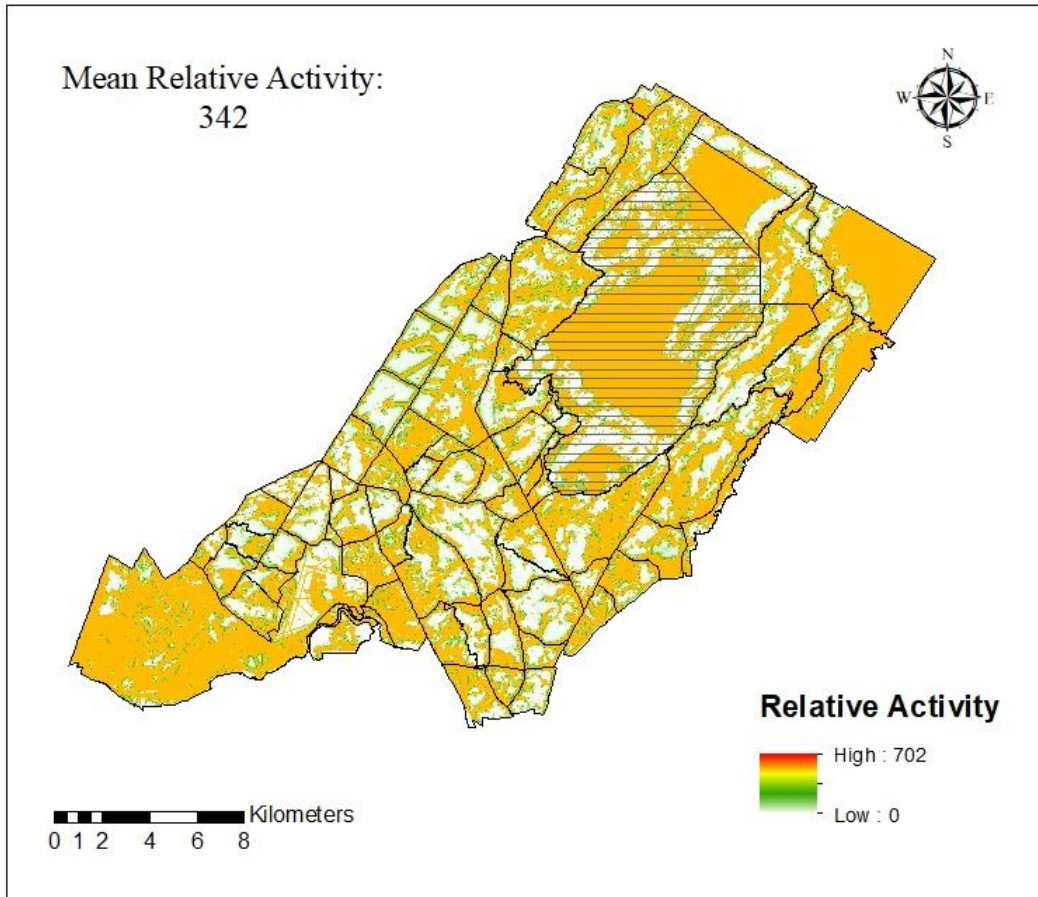 Mean Relative Activity:
342
N
W E
S
Relative Activity
High : 702
Low : 0
Kilometers
0 1 2 4 6 8